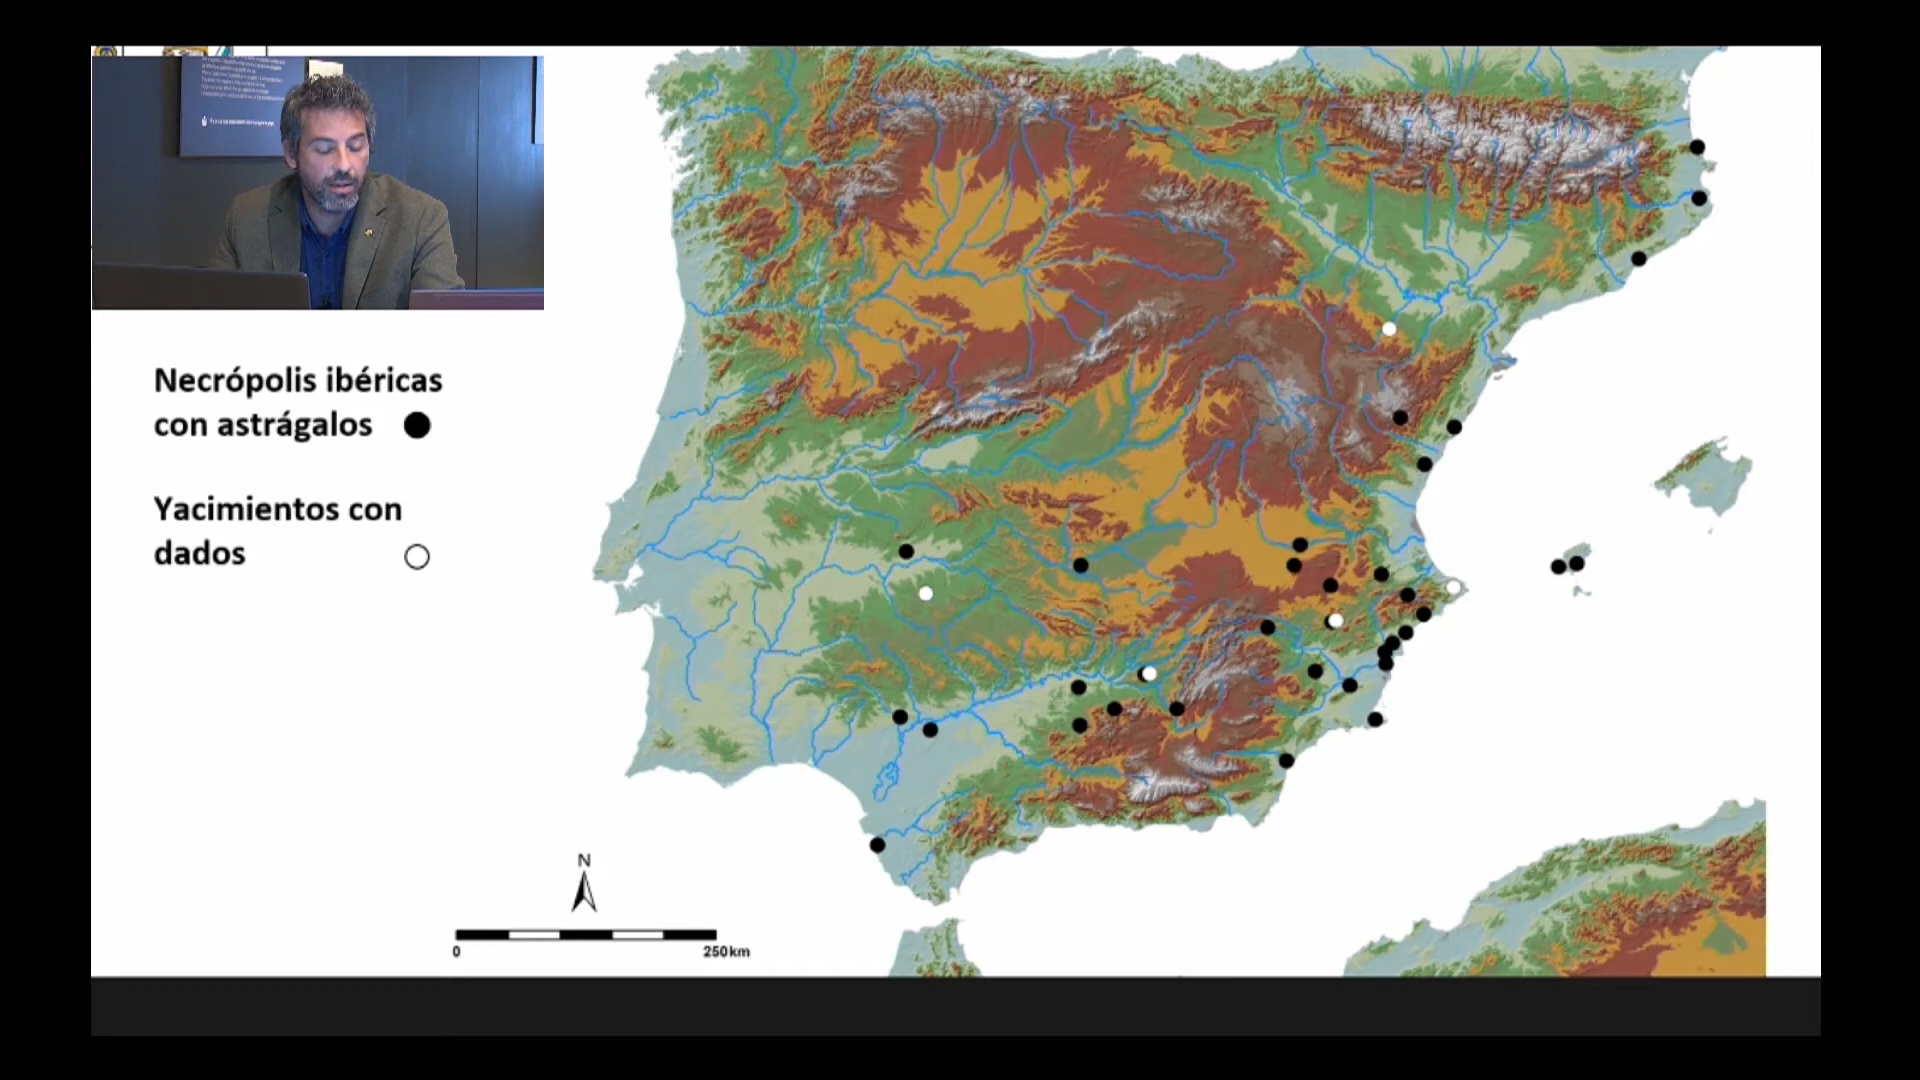 Necrópolis ibéricas
con astrágalos
Yacimientos con
dados
N
0
250km